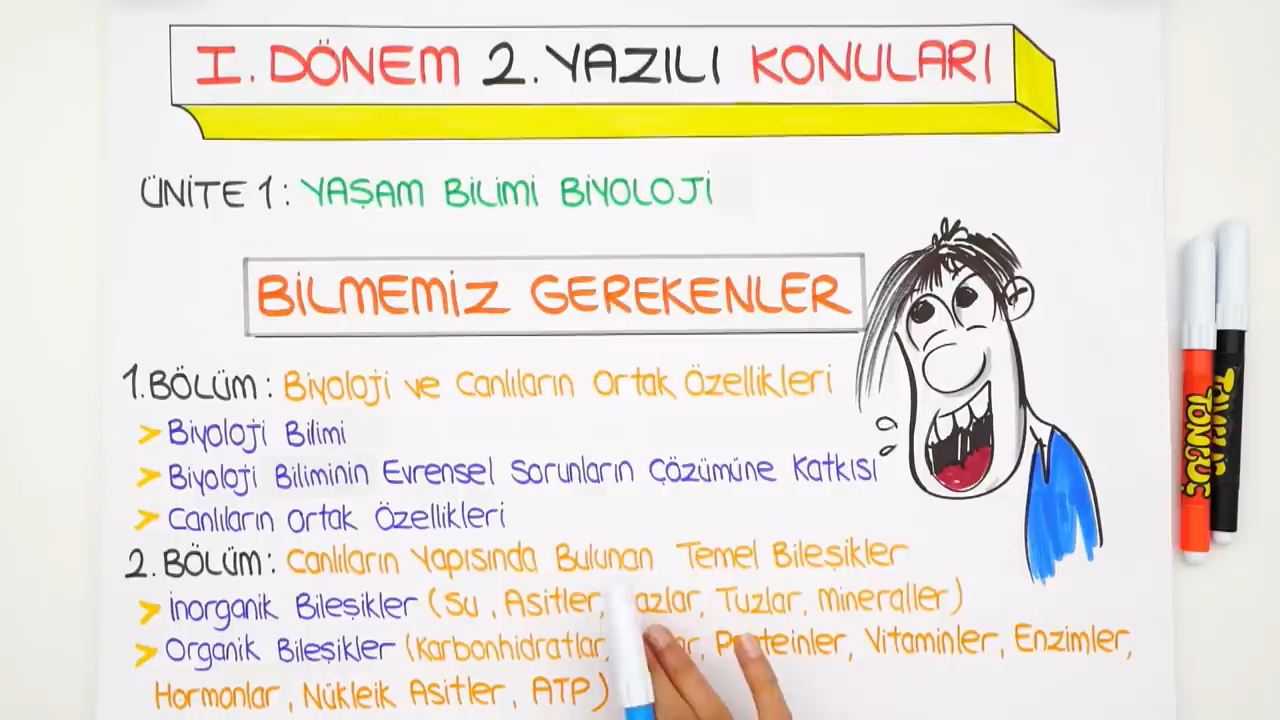 I. DÖNEM 2. YAZILI KONULARI
ÜNİTE 1: YAŞAM BİLİMİ BİYOLOJİ
BİLMEMİZ GEREKENLER
1. BÖLÜM: Biyoloji ve Canlıların Ortak Özellikleri
➤ Biyoloji Bilimi
➤ Biyoloji Biliminin Evrensel Sorunların Çözümüne Katkısı
➤ Canlıların Ortak Özellikleri
2. BÖLÜM: Canlıların Yapısında Bulunan Temel Bileşikler
➤ İnorganik Bileşikler (Su, Asitler, Tuzlar, Mineraller)
➤ Organik Bileşikler (Karbonhidratlar, Proteinler, Vitaminler, Enzimler,
Hormonlar, Nükleik Asitler, ATP)
TONGUÇ